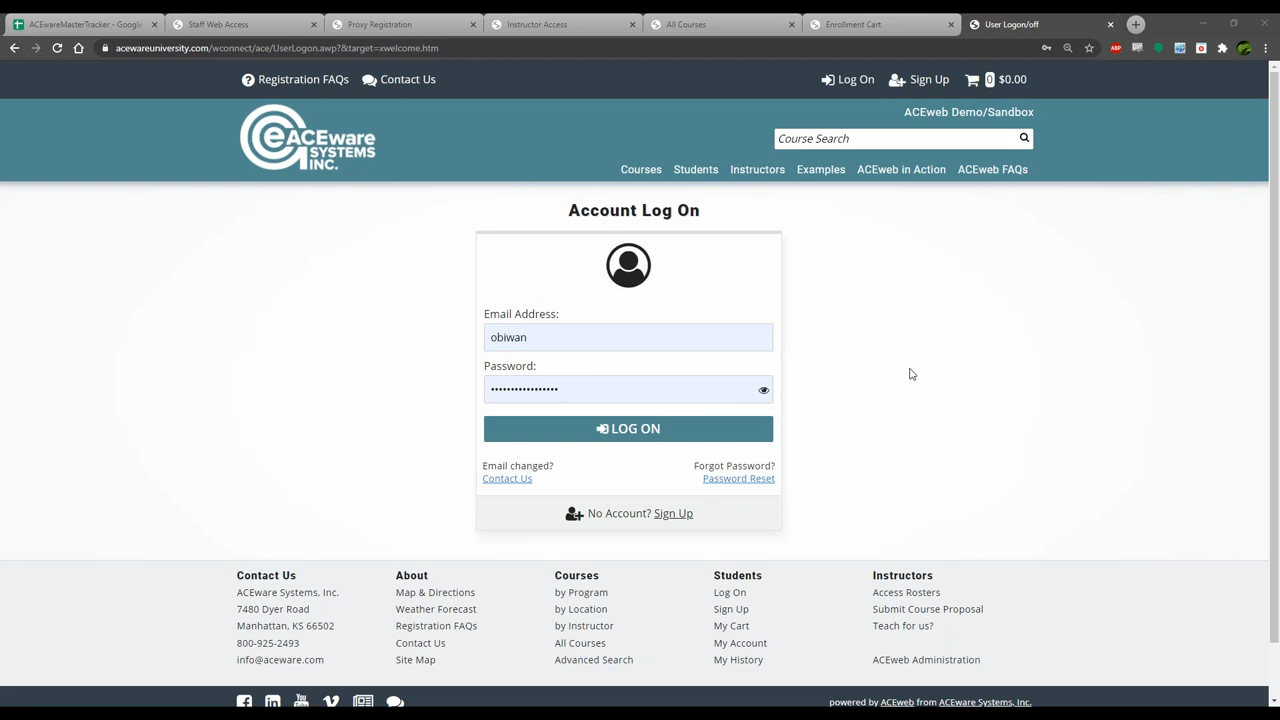 ACEwareMasterTracker - Google
Staff Web Access
Proxy Registration
Instructor Access
All Courses
Enrollment Cart
User Logon/off
acewareuniversity.com/wconnect/ace/UserLogon.awp?&target=xwelcome.htm
ABP
Registration FAQs
Contact Us
Log On
Sign Up
0 $0.00
e ACEware
SYSTEMS
INC.
ACEweb Demo/Sandbox
Course Search
Courses
Students
Instructors
Examples
ACEweb in Action
ACEweb FAQs
Account Log On
Email Address:
obiwan
Password:
•••••••••••••••••
LOG ON
Email changed?
Contact Us
Forgot Password?
Password Reset
No Account? Sign Up
Contact Us
ACEware Systems, Inc.
7480 Dyer Road
Manhattan, KS 66502
800-925-2493
info@aceware.com
About
Map & Directions
Weather Forecast
Registration FAQs
Contact Us
Site Map
Courses
by Program
by Location
by Instructor
All Courses
Advanced Search
Students
Log On
Sign Up
My Cart
My Account
My History
Instructors
Access Rosters
Submit Course Proposal
Teach for us?
ACEweb Administration
powered by ACEweb from ACEware Systems, Inc.